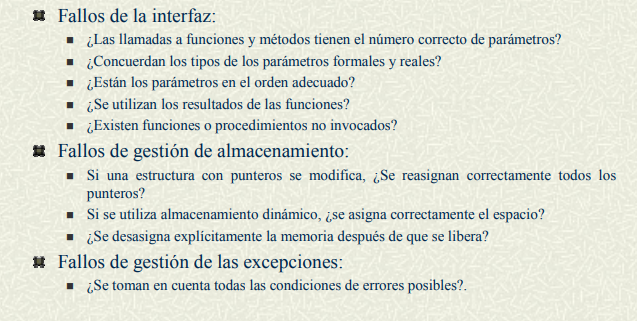 Fallos de la interfaz:
¿Las llamadas a funciones y métodos tienen el número correcto de parámetros?
¿Concuerdan los tipos de los parámetros formales y reales?
¿Están los parámetros en el orden adecuado?
¿Se utilizan los resultados de las funciones?
¿Existen funciones o procedimientos no invocados?
Fallos de gestión de almacenamiento:
Si una estructura con punteros se modifica, ¿Se reasignan correctamente todos los
punteros?
Si se utiliza almacenamiento dinámico, ¿se asigna correctamente el espacio?
¿Se desasigna explícitamente la memoria después de que se libera?
Fallos de gestión de las excepciones:
¿Se toman en cuenta todas las condiciones de errores posibles?.